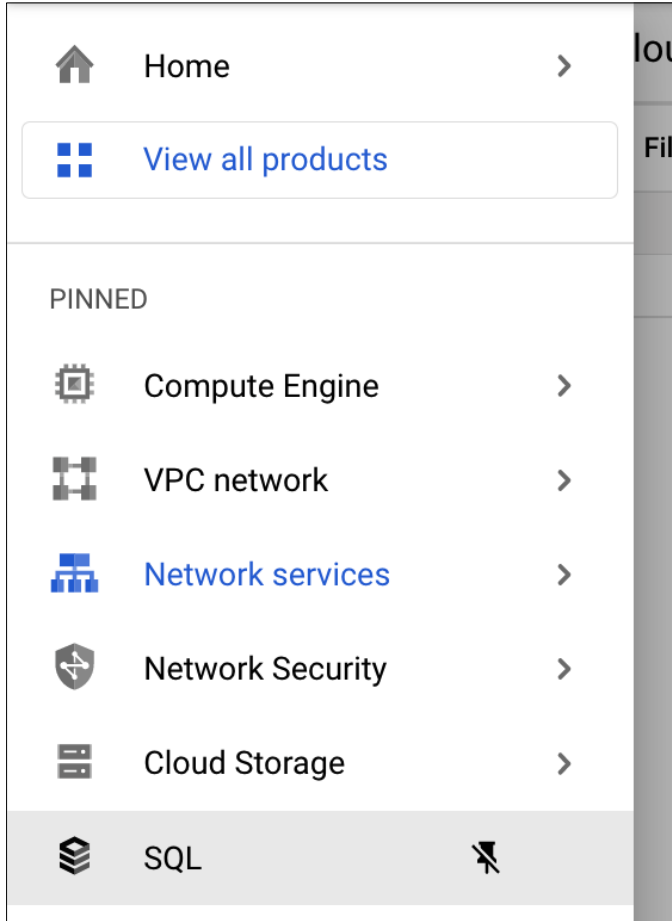 Home
View all products
PINNED
Compute Engine
VPC network
Network services
Network Security
Cloud Storage
SQL